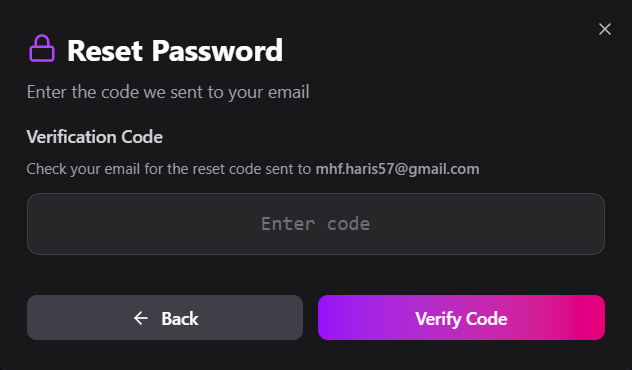 Reset Password
Enter the code we sent to your email
Verification Code
Check your email for the reset code sent to mhf.haris57@gmail.com
Enter code
Back
Verify Code